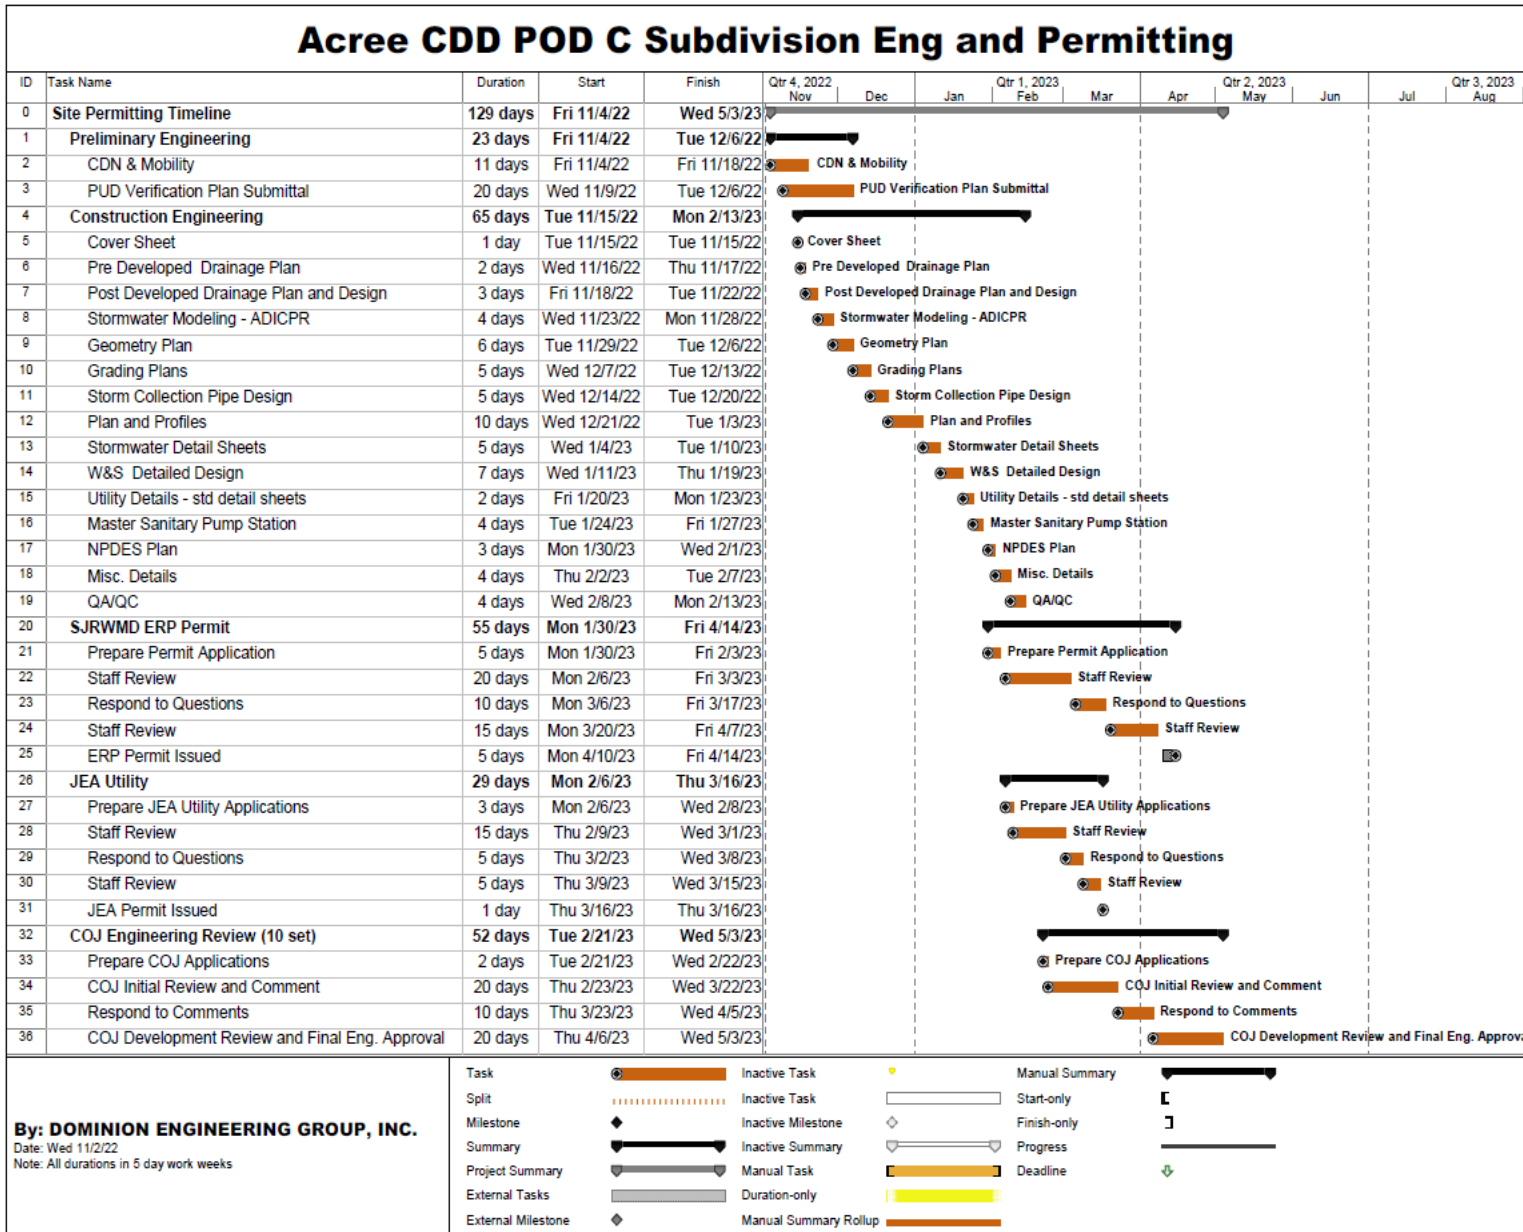 Acree CDD POD C Subdivision Eng and Permitting
ID Task Name Duration Start Finish Qtr 4, 2022 Qtr 1, 2023 Qtr 2, 2023 Qtr 3, 2023
Nov Dec Jan Feb Mar Apr May Jun Jul Aug
0 Site Permitting Timeline 129 days Fri 11/4/22 Wed 5/3/23
1 Preliminary Engineering 23 days Fri 11/4/22 Tue 12/6/22
2 CDN & Mobility 11 days Fri 11/4/22 Fri 11/18/22 CDN & Mobility
3 PUD Verification Plan Submittal 20 days Wed 11/9/22 Tue 12/6/22 PUD Verification Plan Submittal
4 Construction Engineering 65 days Tue 11/15/22 Mon 2/13/23
5 Cover Sheet 1 day Tue 11/15/22 Tue 11/15/22 Cover Sheet
6 Pre Developed Drainage Plan 2 days Wed 11/16/22 Thu 11/17/22 Pre Developed Drainage Plan
7 Post Developed Drainage Plan and Design 3 days Fri 11/18/22 Tue 11/22/22 Post Developed Drainage Plan and Design
8 Stormwater Modeling - ADICPR 4 days Wed 11/23/22 Mon 11/28/22 Stormwater Modeling - ADICPR
9 Geometry Plan 6 days Tue 11/29/22 Tue 12/6/22 Geometry Plan
10 Grading Plans 5 days Wed 12/7/22 Tue 12/13/22 Grading Plans
11 Storm Collection Pipe Design 5 days Wed 12/14/22 Tue 12/20/22 Storm Collection Pipe Design
12 Plan and Profiles 10 days Wed 12/21/22 Tue 1/3/23 Plan and Profiles
13 Stormwater Detail Sheets 5 days Wed 1/4/23 Tue 1/10/23 Stormwater Detail Sheets
14 W&S Detailed Design 7 days Wed 1/11/23 Thu 1/19/23 W&S Detailed Design
15 Utility Details - std detail sheets 2 days Fri 1/20/23 Mon 1/23/23 Utility Details - std detail sheets
16 Master Sanitary Pump Station 4 days Tue 1/24/23 Fri 1/27/23 Master Sanitary Pump Station
17 NPDES Plan 3 days Mon 1/30/23 Wed 2/1/23 NPDES Plan
18 Misc. Details 4 days Thu 2/2/23 Tue 2/7/23 Misc. Details
19 QA/QC 4 days Wed 2/8/23 Mon 2/13/23 QA/QC
20 SJRWMD ERP Permit 55 days Mon 1/30/23 Fri 4/14/23
21 Prepare Permit Application 5 days Mon 1/30/23 Fri 2/3/23 Prepare Permit Application
22 Staff Review 20 days Mon 2/6/23 Fri 3/3/23 Staff Review
23 Respond to Questions 10 days Mon 3/6/23 Fri 3/17/23 Respond to Questions
24 Staff Review 15 days Mon 3/20/23 Fri 4/7/23 Staff Review
25 ERP Permit Issued 5 days Mon 4/10/23 Fri 4/14/23
26 JEA Utility 29 days Mon 2/6/23 Thu 3/16/23
27 Prepare JEA Utility Applications 3 days Mon 2/6/23 Wed 2/8/23 Prepare JEA Utility Applications
28 Staff Review 15 days Thu 2/9/23 Wed 3/1/23 Staff Review
29 Respond to Questions 5 days Thu 3/2/23 Wed 3/8/23 Respond to Questions
30 Staff Review 5 days Thu 3/9/23 Wed 3/15/23 Staff Review
31 JEA Permit Issued 1 day Thu 3/16/23 Thu 3/16/23
32 COJ Engineering Review (10 set) 52 days Tue 2/21/23 Wed 5/3/23
33 Prepare COJ Applications 2 days Tue 2/21/23 Wed 2/22/23 Prepare COJ Applications
34 COJ Initial Review and Comment 20 days Thu 2/23/23 Wed 3/22/23 COJ Initial Review and Comment
35 Respond to Comments 10 days Thu 3/23/23 Wed 4/5/23 Respond to Comments
36 COJ Development Review and Final Eng. Approval 20 days Thu 4/6/23 Wed 5/3/23 COJ Development Review and Final Eng. Approva
By: DOMINION ENGINEERING GROUP, INC.
Date: Wed 11/2/22
Note: All durations in 5 day work weeks
Task Inactive Task Manual Summary
Split Inactive Task Start-only
Milestone Inactive Milestone Finish-only
Summary Inactive Summary Progress
Project Summary Manual Task Deadline
External Tasks Duration-only
External Milestone Manual Summary Rollup